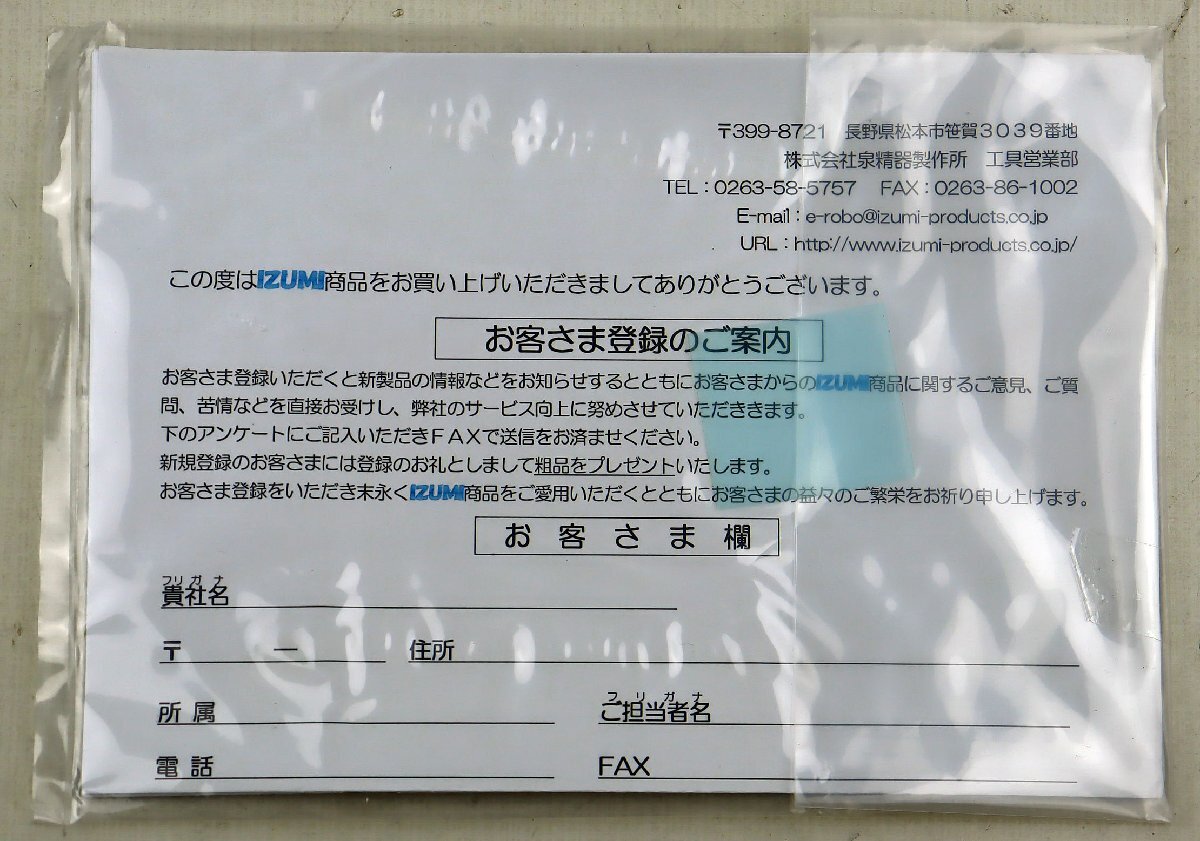 〒399-8721 長野県松本市笹賀3039番地
株式会社泉精器製作所 工具営業部
TEL:0263-58-5757 FAX:0263-86-1002
E-mail:e-robo@izumi-products.co.jp
URL:http://www.izumi-products.co.jp/
この度はIZUMI商品をお買い上げいただきましてありがとうございます。
お客さま登録のご案内
お客さま登録いただくと新製品の情報などをお知らせするとともにお客さまからのIZUMI商品に関するご意見、ご質
問、苦情などを直接お受けし、弊社のサービス向上に努めさせていただききます。
下のアンケートにご記入いただきFAXで送信をお済ませください。
新規登録のお客さまには登録のお礼としまして粗品をプレゼントいたします。
お客さま登録をいただき末永くIZUMI商品をご愛用いただくとともにお客さまの益々のご繁栄をお祈り申し上げます。
お客さま欄
フリガナ
貴社名
〒 ー 住所
フリガナ
所属 ご担当者名
電話 FAX